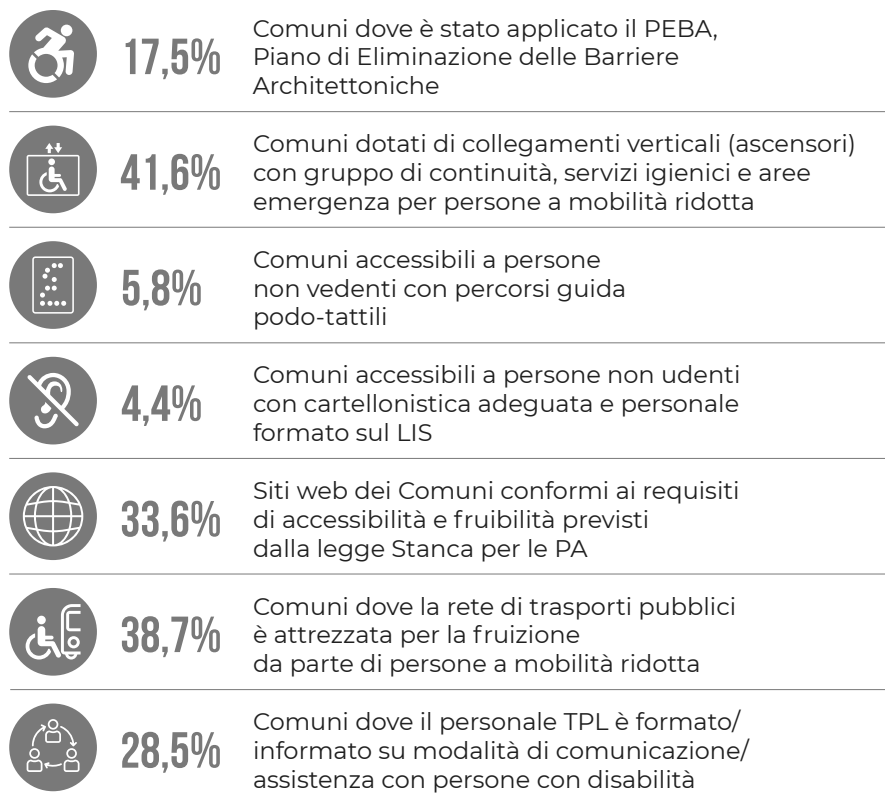 17,5%
Comuni dove è stato applicato il PEBA,
Piano di Eliminazione delle Barriere
Architettoniche
41,6%
Comuni dotati di collegamenti verticali (ascensori)
con gruppo di continuità, servizi igienici e aree
emergenza per persone a mobilità ridotta
5,8%
Comuni accessibili a persone
non vedenti con percorsi guida
podo-tattili
4,4%
Comuni accessibili a persone non udenti
con cartellonistica adeguata e personale
formato sul LIS
33,6%
Siti web dei Comuni conformi ai requisiti
di accessibilità e fruibilità previsti
dalla legge Stanca per le PA
38,7%
Comuni dove la rete di trasporti pubblici
è attrezzata per la fruizione
da parte di persone a mobilità ridotta
28,5%
Comuni dove il personale TPL è formato/
informato su modalità di comunicazione/
assistenza con persone con disabilità